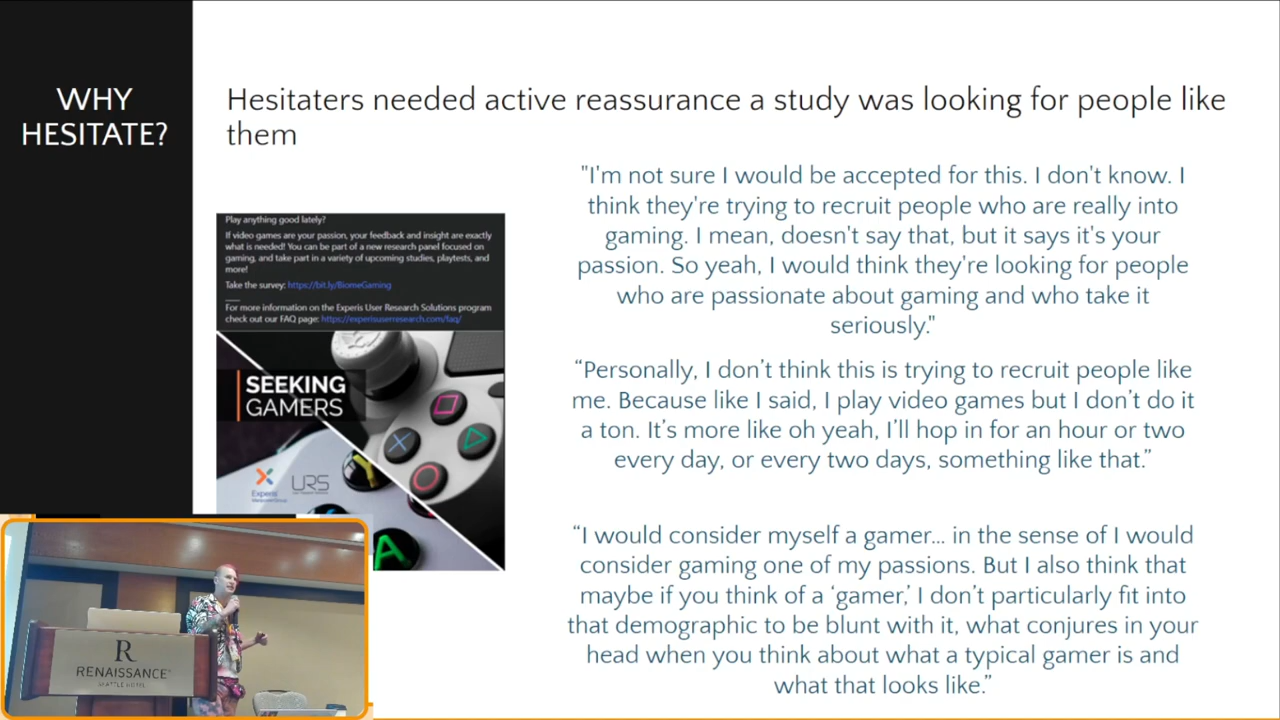 WHY
HESITATE?
Hesitaters needed active reassurance a study was looking for people like
them
Play anything good lately?
If video games are your passion, your feedback and insight are exactly
what is needed! You can be part of a new research panel focused on
gaming, and take part in a variety of upcoming studies, playtests, and
more!
Take the survey: https://bit.ly/BiomeGaming
For more information on the Experis User Research Solutions program
check out our FAQ page: https://experisuserresearch.com/faq/
SEEKING
GAMERS
Experis
ManpowerGroup
URS
A
"I'm not sure I would be accepted for this. I don't know. I
think they're trying to recruit people who are really into
gaming. I mean, doesn't say that, but it says it's your
passion. So yeah, I would think they're looking for people
who are passionate about gaming and who take it
seriously."
“Personally, I don’t think this is trying to recruit people like
me. Because like I said, I play video games but I don’t do it
a ton. It’s more like oh yeah, I’ll hop in for an hour or two
every day, or every two days, something like that.”
“I would consider myself a gamer... in the sense of I would
consider gaming one of my passions. But I also think that
maybe if you think of a ‘gamer,’ I don’t particularly fit into
that demographic to be blunt with it, what conjures in your
head when you think about what a typical gamer is and
what that looks like.”
R
RENAISSANCE
SEATTLE HOTEL